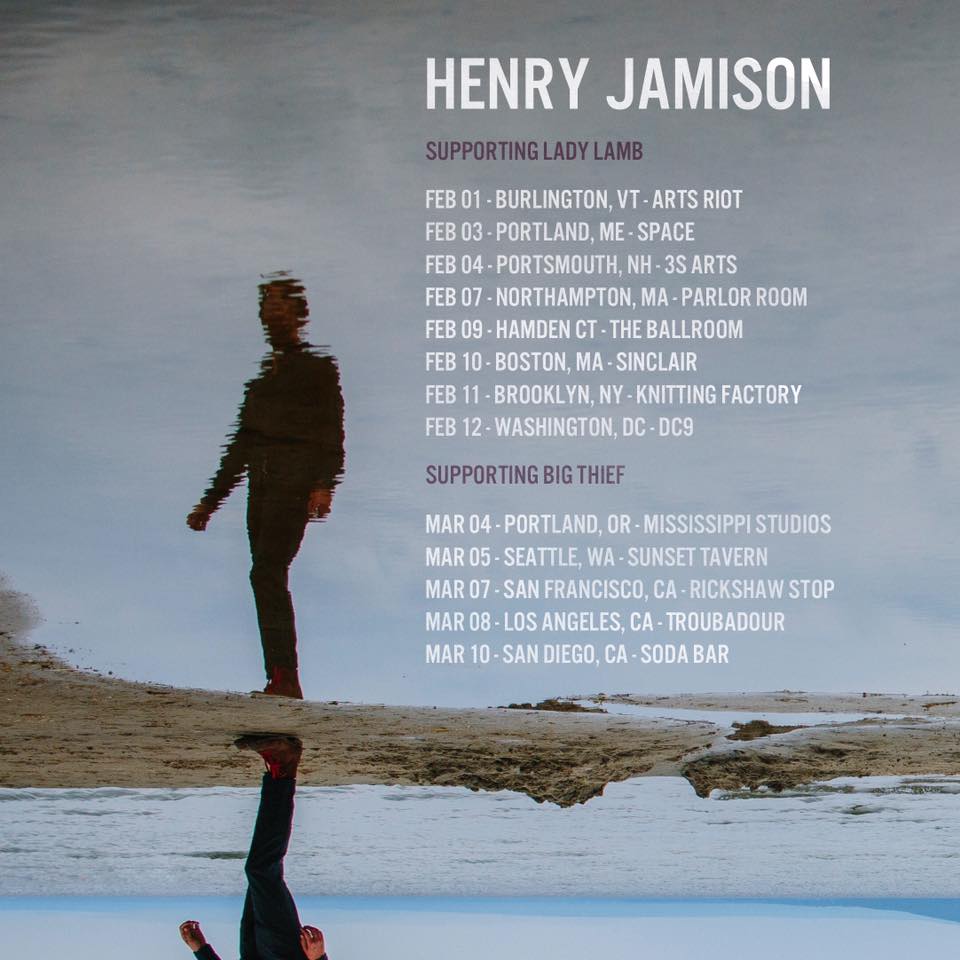 HENRY JAMISON
SUPPORTING LADY LAMB
FEB 01 - BURLINGTON, VT - ARTS RIOT
FEB 03 - PORTLAND, ME - SPACE
FEB 04 - PORTSMOUTH, NH - 3S ARTS
FEB 07 - NORTHAMPTON, MA - PARLOR ROOM
FEB 09 - HAMDEN CT - THE BALLROOM
FEB 10 - BOSTON, MA - SINCLAIR
FEB 11 - BROOKLYN, NY - KNITTING FACTORY
FEB 12 - WASHINGTON, DC - DC9
SUPPORTING BIG THIEF
MAR 04 - PORTLAND, OR - MISSISSIPPI STUDIOS
MAR 05 - SEATTLE, WA - SUNSET TAVERN
MAR 07 - SAN FRANCISCO, CA - RICKSHAW STOP
MAR 08 - LOS ANGELES, CA - TROUBADOUR
MAR 10 - SAN DIEGO, CA - SODA BAR